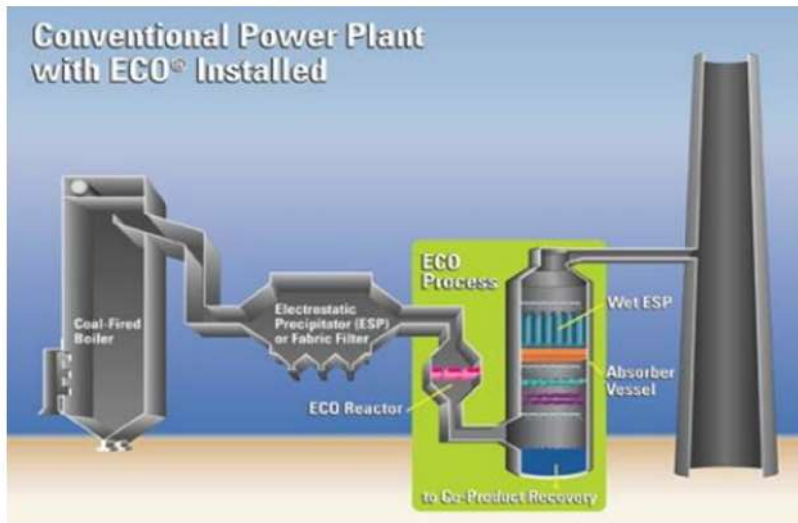 Conventional Power Plant
with ECO® Installed
ECO
Process
Wet ESP
Electrostatic
Precipitator (ESP)
or Fabric Filter
Coal-Fired
Boiler
Absorber
Vessel
ECO Reactor
to Co-Product Recovery